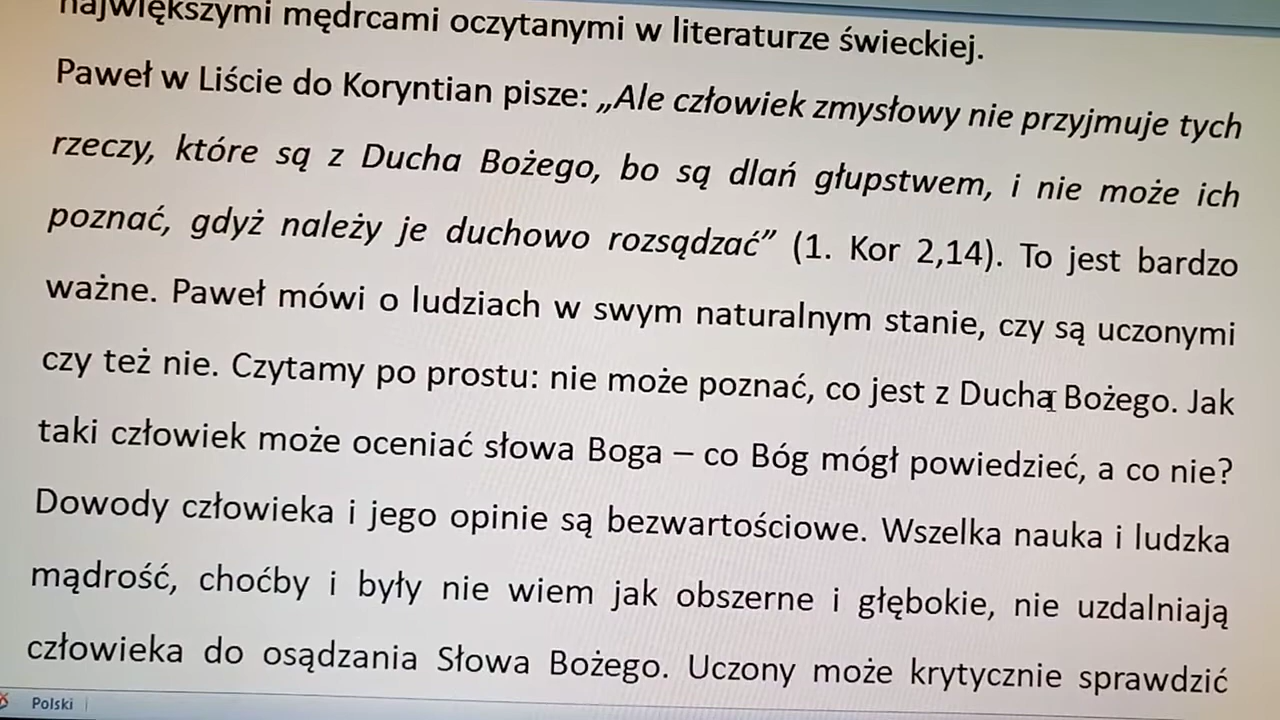 największymi mędrcami oczytanymi w literaturze świeckiej.
Paweł w Liście do Koryntian pisze: „Ale człowiek zmysłowy nie przyjmuje tych
rzeczy, które są z Ducha Bożego, bo są dlań głupstwem, i nie może ich
poznać, gdyż należy je duchowo rozsądzać” (1. Kor 2,14). To jest bardzo
ważne. Paweł mówi o ludziach w swym naturalnym stanie, czy są uczonymi
czy też nie. Czytamy po prostu: nie może poznać, co jest z Ducha Bożego. Jak
taki człowiek może oceniać słowa Boga – co Bóg mógł powiedzieć, a co nie?
Dowody człowieka i jego opinie są bezwartościowe. Wszelka nauka i ludzka
mądrość, choćby i były nie wiem jak obszerne i głębokie, nie uzdalniają
człowieka do osądzania Słowa Bożego. Uczony może krytycznie sprawdzić
Polski